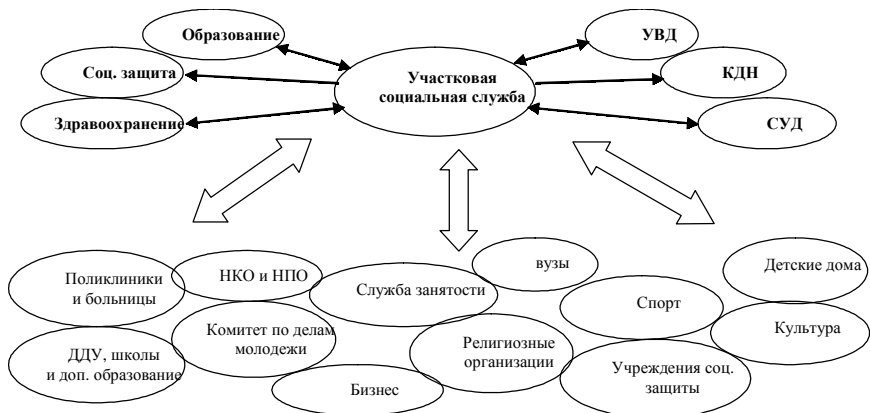 Образование
УВД
Соц. защита
Участковая
социальная служба
КДН
Здравоохранение
СУД
Поликлиники
и больницы
НКО и НПО
Служба занятости
вузы
Детские дома
Спорт
Комитет по делам
молодежи
Культура
ДДУ, школы
и доп. образование
Религиозные
организации
Учреждения соц.
защиты
Бизнес